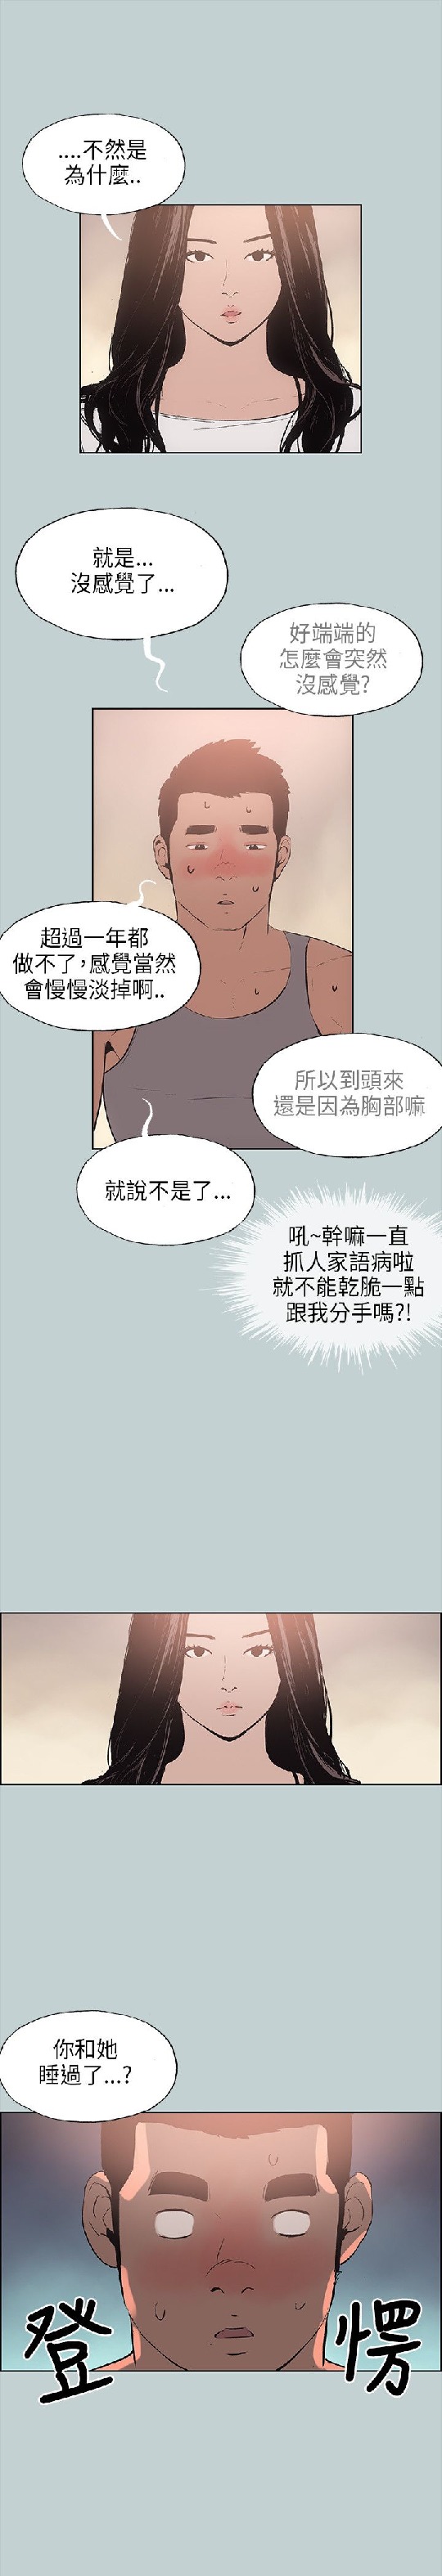 ....不然是
為什麼..
就是...
沒感覺了...
好端端的
怎麼會突然
沒感覺?
超過一年都
做不了，感覺當然
會慢慢淡掉啊..
所以到頭來
還是因為胸部嘛
就說不是了...
吼~幹嘛一直
抓人家語病啦
就不能乾脆一點
跟我分手嗎?!
你和她
睡過了...?
登愣